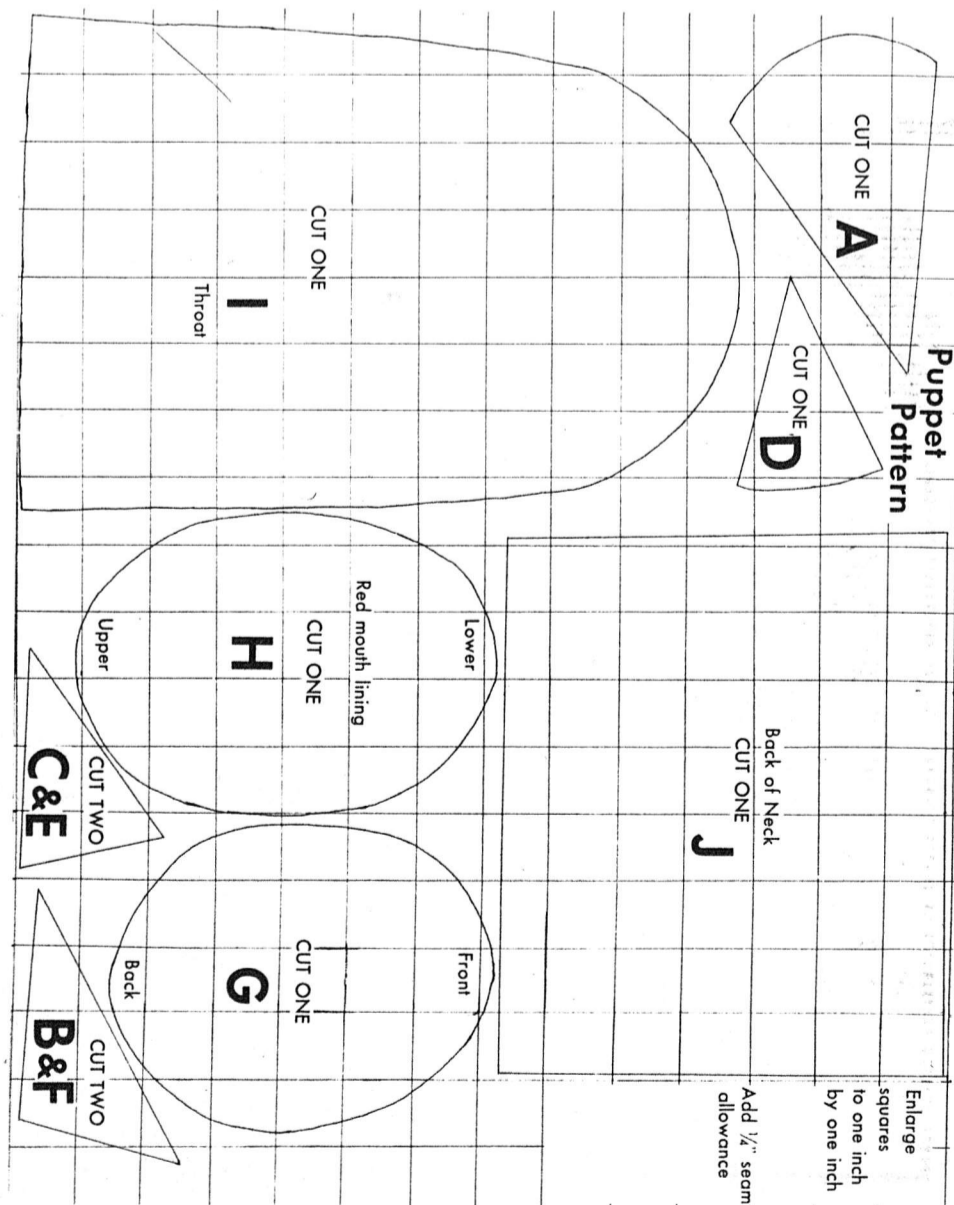 Puppet
Pattern
CUT ONE
A
CUT ONE
D
CUT ONE
I
Throat
Lower
Red mouth lining
CUT ONE
H
Upper
CUT TWO
C&E
Back of Neck
CUT ONE
J
Front
CUT ONE
G
Back
CUT TWO
B&F
Enlarge
squares
to one inch
by one inch
Add 1/4" seam
allowance